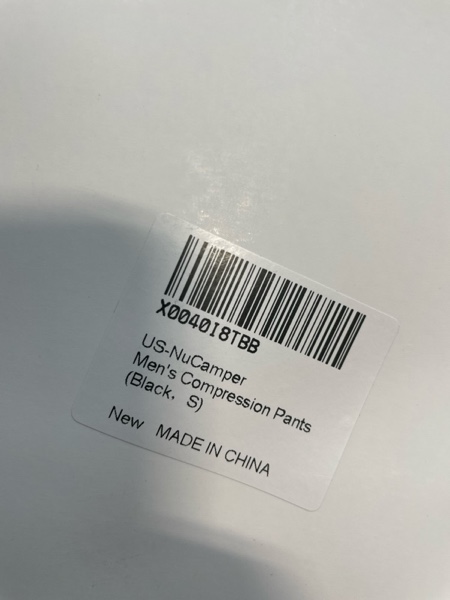 X0040I8TBB
US-NuCamper
Men's Compression Pants
(Black, S)
New MADE IN CHINA